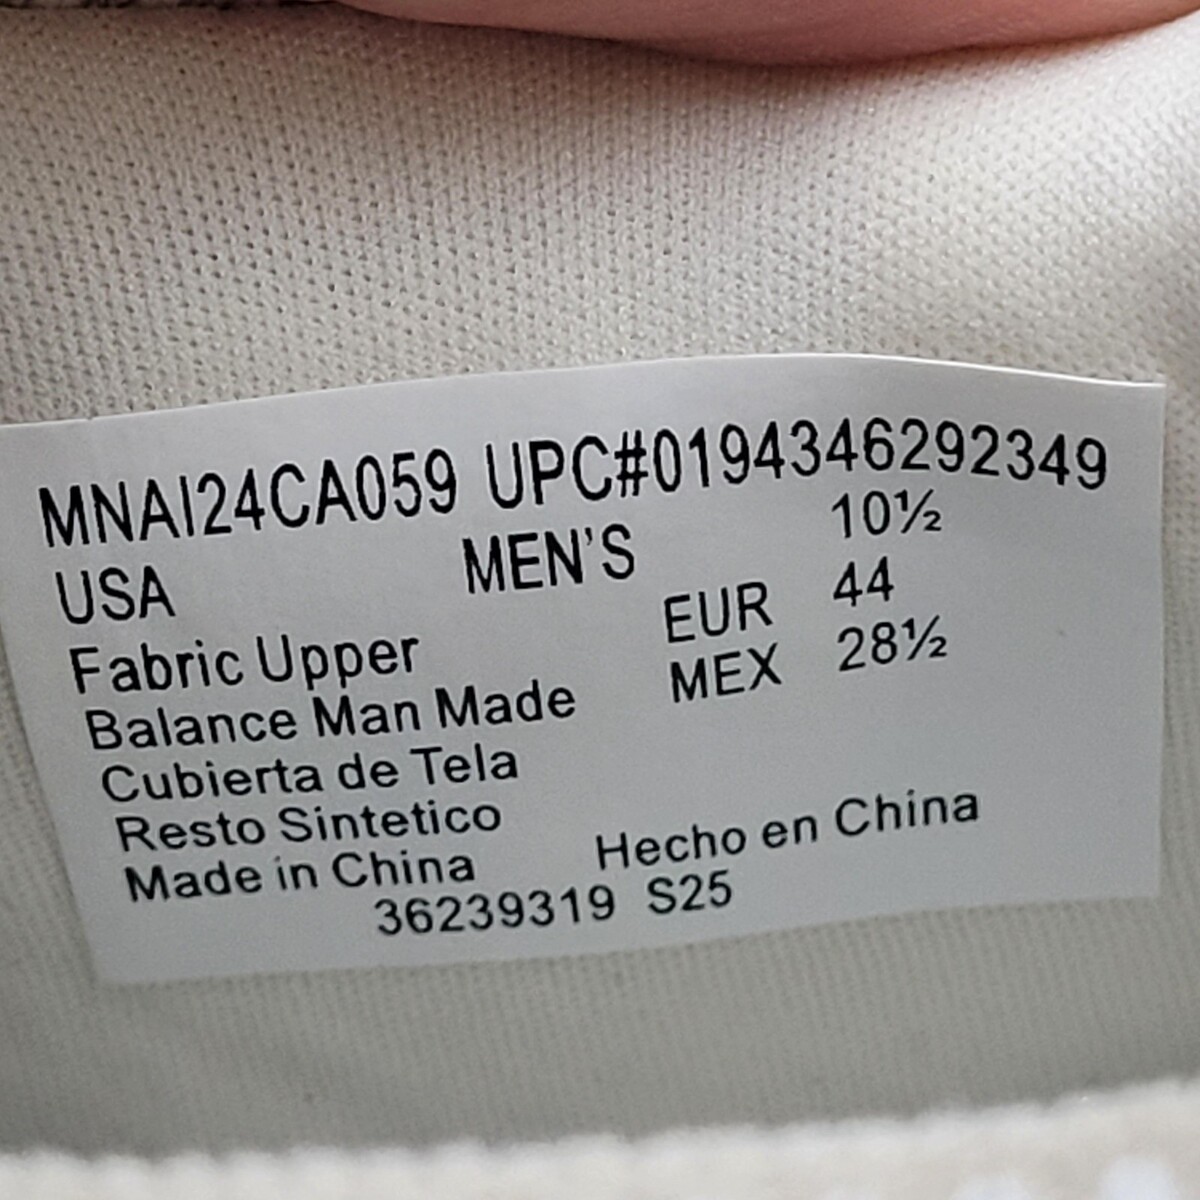 MNAI24CA059 UPC#0194346292349
USA MEN'S 10½
Fabric Upper EUR 44
Balance Man Made MEX 28½
Cubierta de Tela
Resto Sintetico
Made in China Hecho en China
36239319 S25